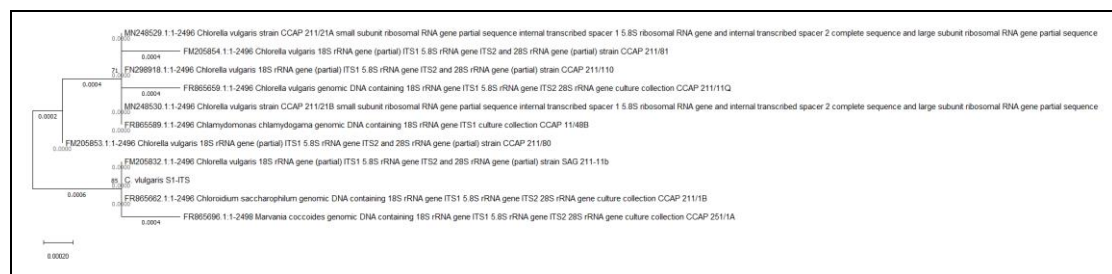 MN248529.1:1-2496 Chlorella vulgaris strain CCAP 211/21A small subunit ribosomal RNA gene partial sequence internal transcribed spacer 1 5.8S ribosomal RNA gene and internal transcribed spacer 2 complete sequence and large subunit ribosomal RNA gene partial sequence
0.0000
FM205854.1:1-2496 Chlorella vulgaris 18S rRNA gene (partial) ITS1 5.8S rRNA gene ITS2 and 28S rRNA gene (partial) strain CCAP 211/81
0.0004
71 FN298918.1:1-2496 Chlorella vulgaris 18S rRNA gene (partial) ITS1 5.8S rRNA gene ITS2 and 28S rRNA gene (partial) strain CCAP 211/110
0.0004 0.0000
FR865659.1:1-2496 Chlorella vulgaris genomic DNA containing 18S rRNA gene ITS1 5.8S rRNA gene ITS2 28S rRNA gene culture collection CCAP 211/11Q
0.0004
MN248530.1:1-2496 Chlorella vulgaris strain CCAP 211/21B small subunit ribosomal RNA gene partial sequence internal transcribed spacer 1 5.8S ribosomal RNA gene and internal transcribed spacer 2 complete sequence and large subunit ribosomal RNA gene partial sequence
0.0002 0.0000
FR865589.1:1-2496 Chlamydomonas chlamydogama genomic DNA containing 18S rRNA gene ITS1 culture collection CCAP 11/48B
0.0000
FM205853.1:1-2496 Chlorella vulgaris 18S rRNA gene (partial) ITS1 5.8S rRNA gene ITS2 and 28S rRNA gene (partial) strain CCAP 211/80
0.0000
FM205832.1:1-2496 Chlorella vulgaris 18S rRNA gene (partial) ITS1 5.8S rRNA gene ITS2 and 28S rRNA gene (partial) strain SAG 211-11b
0.0000
85 C. vlulgaris S1-ITS
0.0006 0.0000
FR865662.1:1-2496 Chloroidium saccharophilum genomic DNA containing 18S rRNA gene ITS1 5.8S rRNA gene ITS2 28S rRNA gene culture collection CCAP 211/1B
0.0000
FR865696.1:1-2498 Marvania coccoides genomic DNA containing 18S rRNA gene ITS1 5.8S rRNA gene ITS2 28S rRNA gene culture collection CCAP 251/1A
0.0004
0.00020